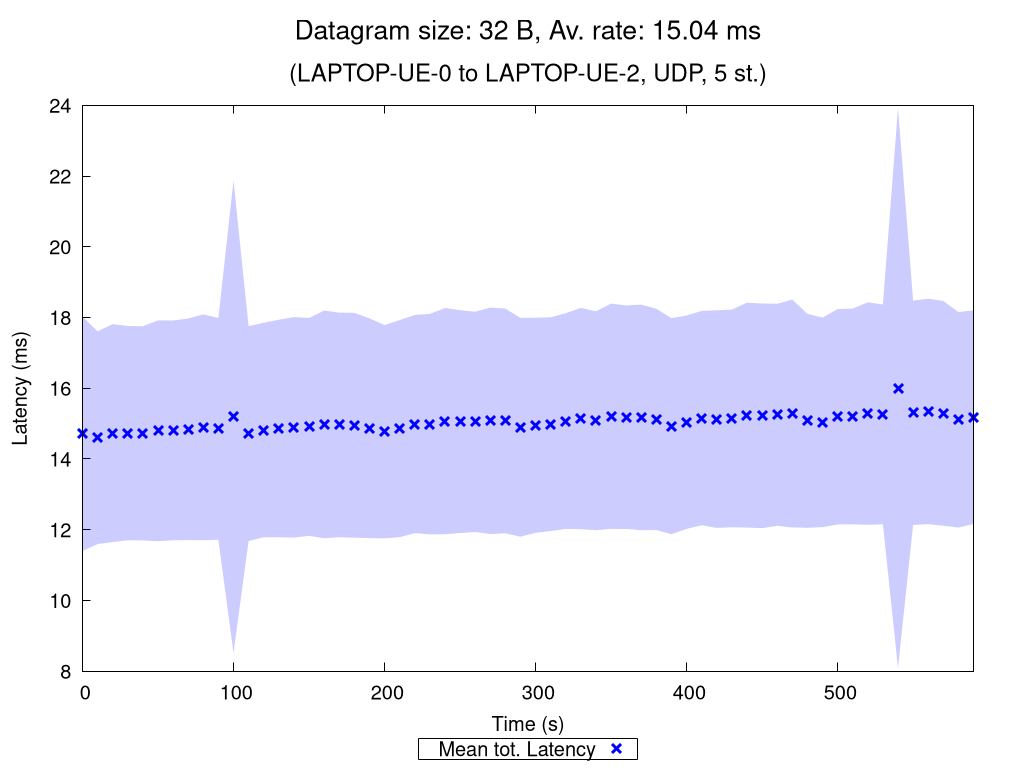 Datagram size: 32 B, Av. rate: 15.04 ms
(LAPTOP-UE-0 to LAPTOP-UE-2, UDP, 5 st.)
24
22
20
18
16
14
12
10
8
Latency (ms)
0 100 200 300 400 500
Time (s)
Mean tot. Latency